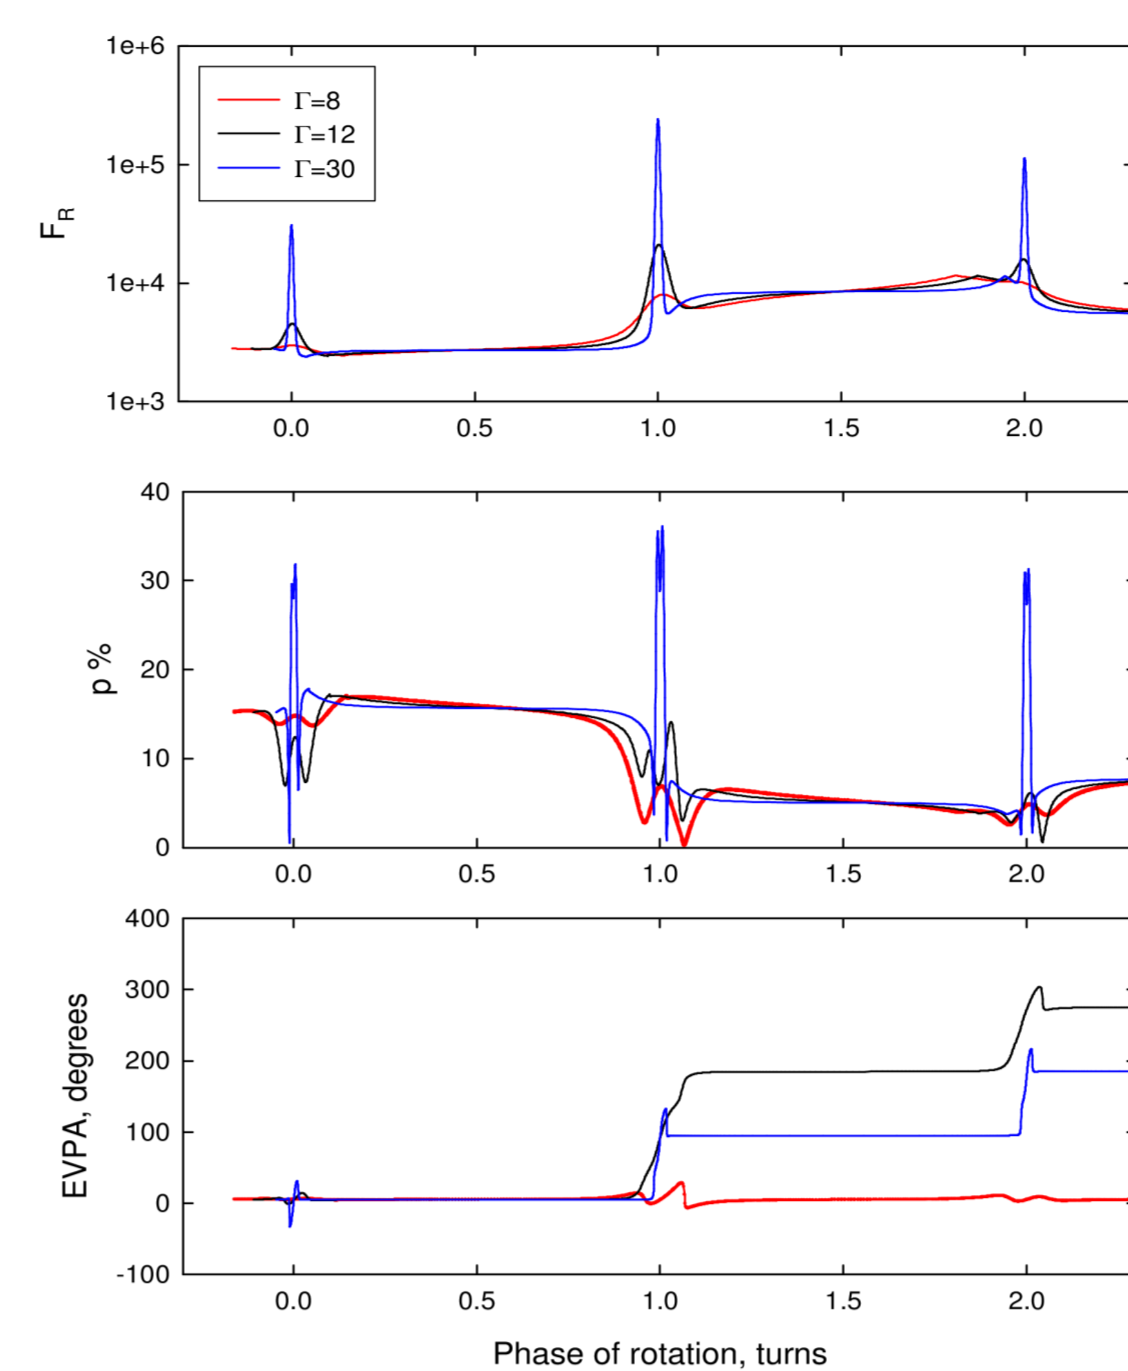 1e+6
Γ=8
Γ=12
Γ=30
1e+5
F_R
1e+4
1e+3
0.0 0.5 1.0 1.5 2.0
40
30
p %
20
10
0
0.0 0.5 1.0 1.5 2.0
400
300
EVPA, degrees
200
100
0
-100
0.0 0.5 1.0 1.5 2.0
Phase of rotation, turns